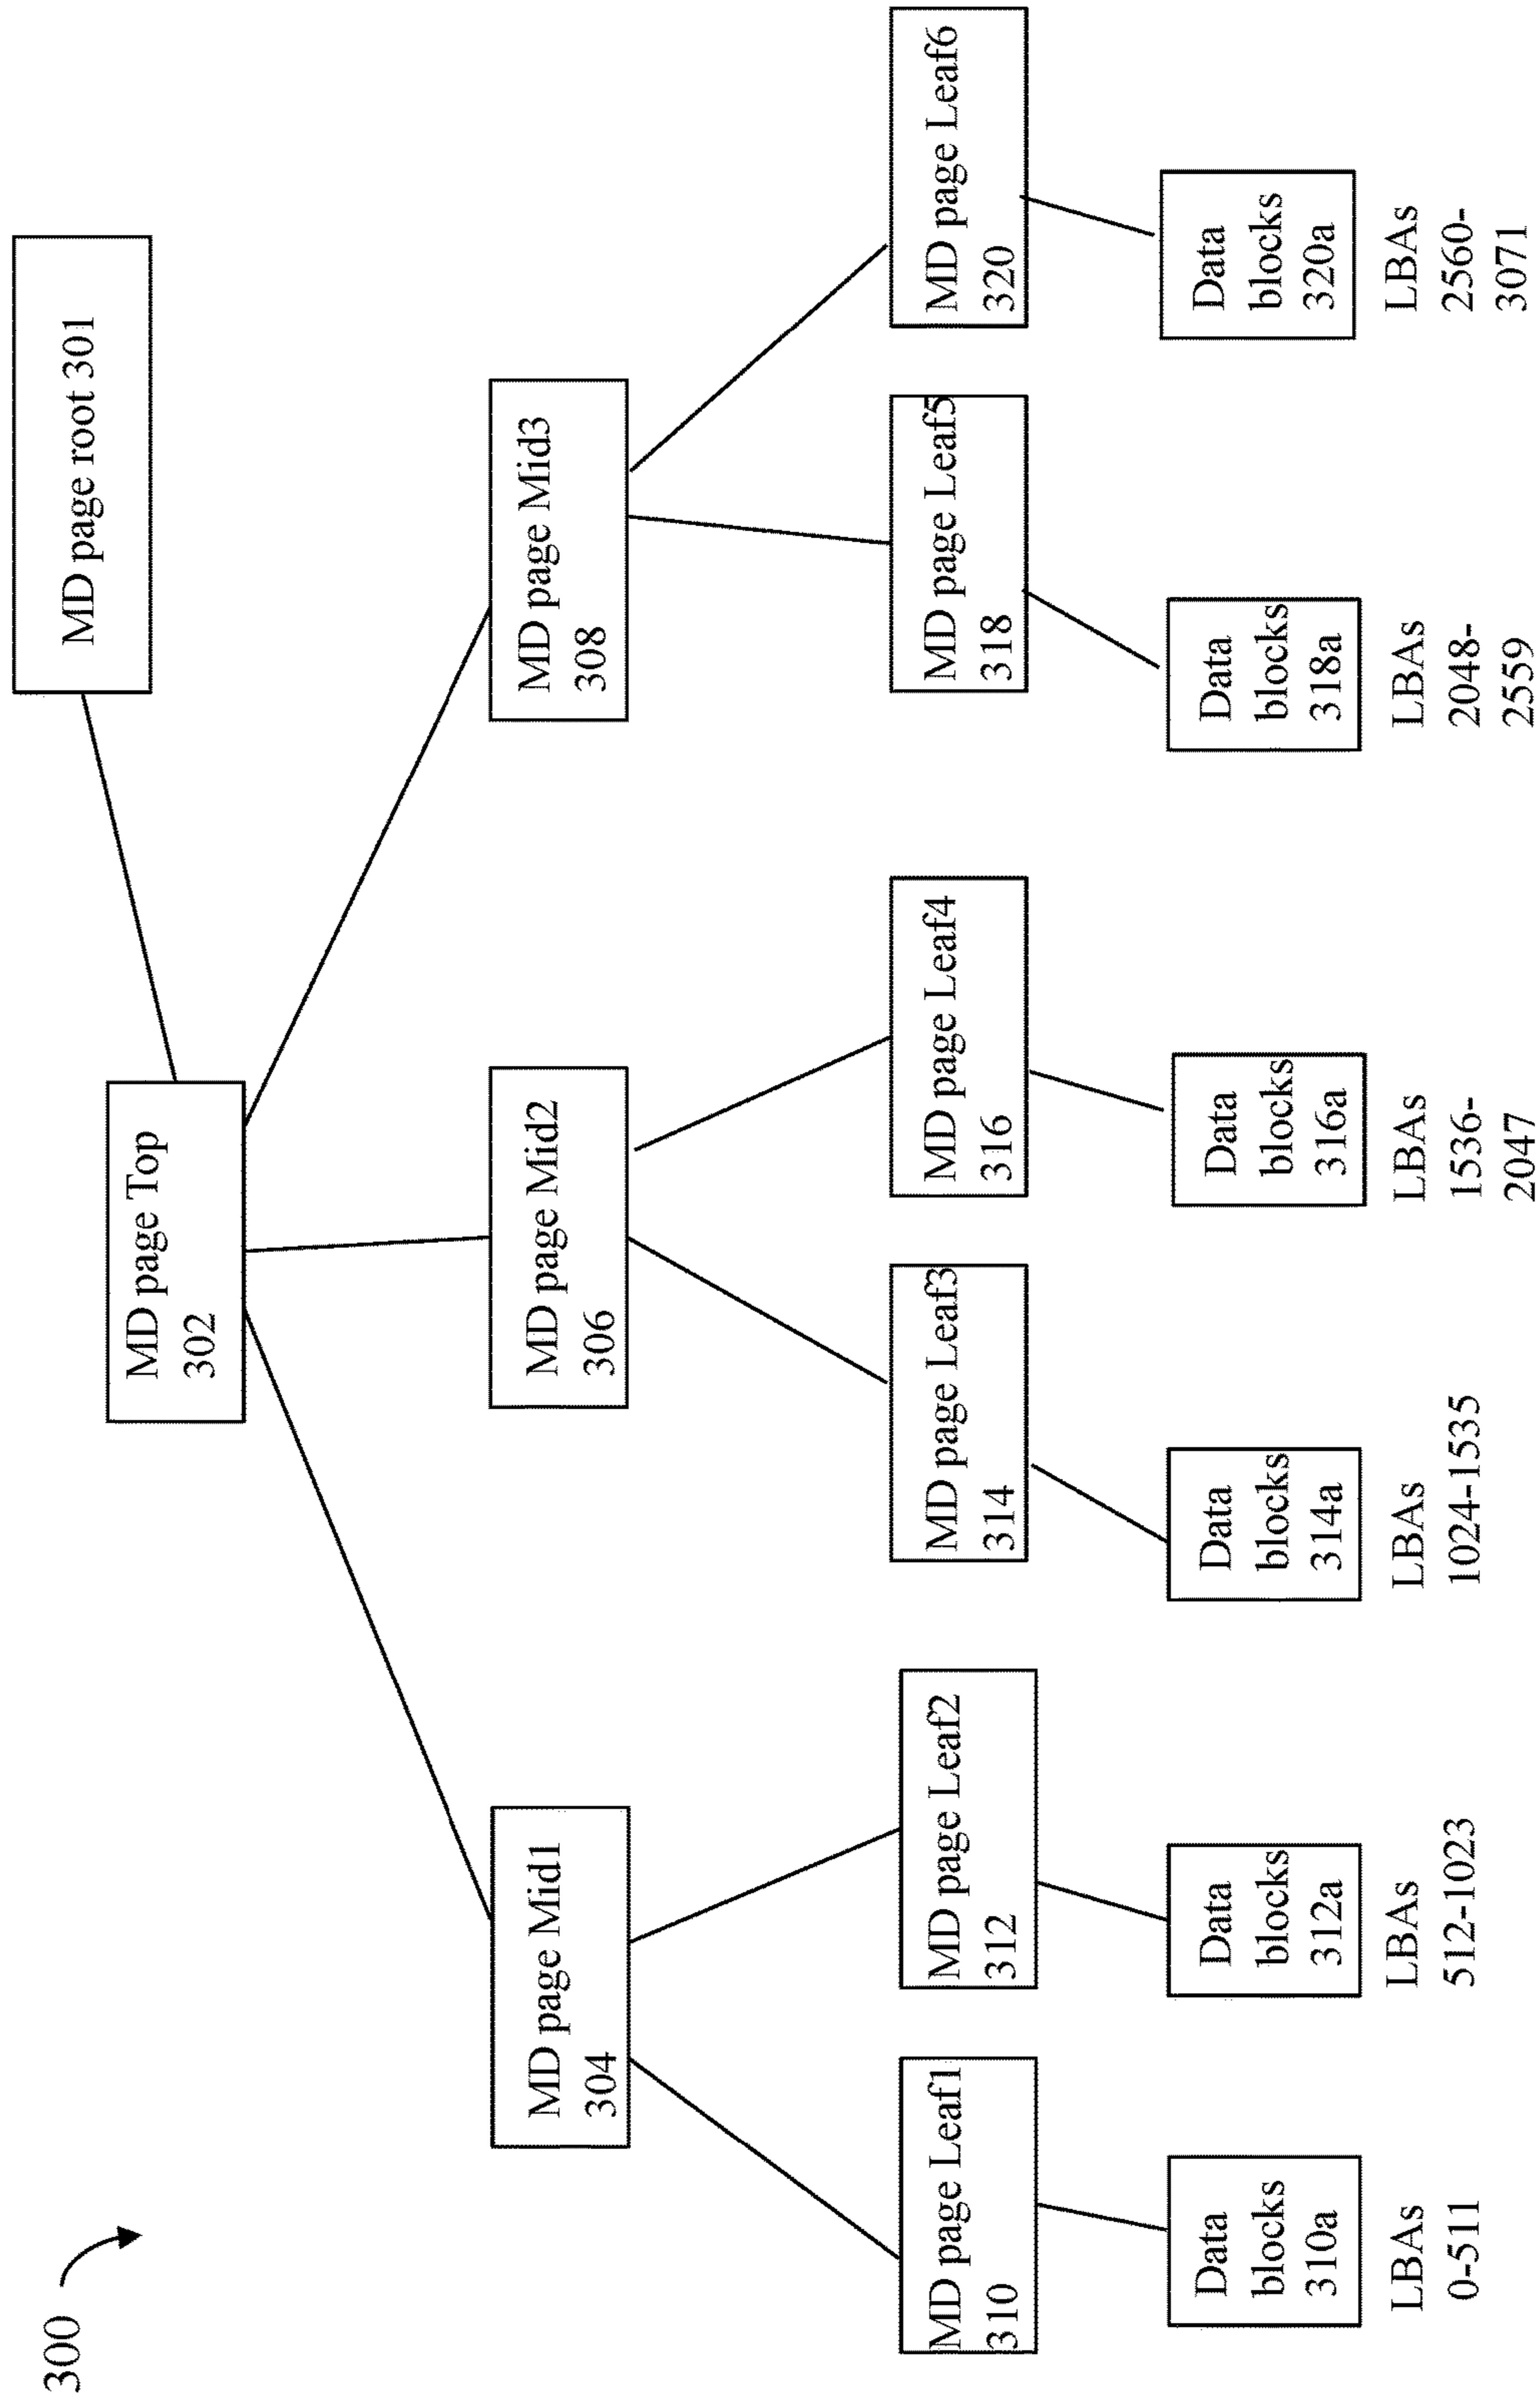 300
MD page root 301
MD page Top
302
MD page Mid1
304
MD page Mid2
306
MD page Mid3
308
MD page Leaf1
310
MD page Leaf2
312
MD page Leaf3
314
MD page Leaf4
316
MD page Leaf5
318
MD page Leaf6
320
Data
blocks
310a
Data
blocks
312a
Data
blocks
314a
Data
blocks
316a
Data
blocks
318a
Data
blocks
320a
LBAs
0-511
LBAs
512-1023
LBAs
1024-1535
LBAs
1536-
2047
LBAs
2048-
2559
LBAs
2560-
3071